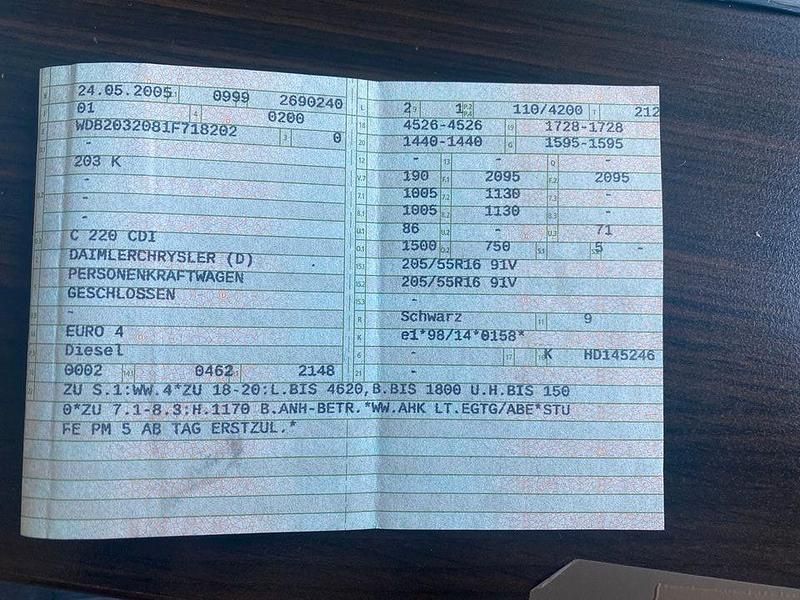 24.05.2005 0999 2690240
01 0200
WDB2032081F718202 0
-
203 K
-
-
-
C 220 CDI
DAIMLERCHRYSLER (D)
PERSONENKRAFTWAGEN
GESCHLOSSEN
-
EURO 4
Diesel
0002 0462 2148
2 1 110/4200 212
4526-4526 1728-1728
1440-1440 1595-1595
- - -
190 2095 2095
1005 1130 -
1005 1130 -
86 - 71
1500 750 5 -
205/55R16 91V
205/55R16 91V
-
Schwarz 9
e1*98/14*0158*
- K HD145246
- -
ZU S.1:WW.4*ZU 18-20:L.BIS 4620,B.BIS 1800 U.H.BIS 150
0*ZU 7.1-8.3:H.1170 B.ANH-BETR.*WW.AHK LT.EGTG/ABE*STU
FE PM 5 AB TAG ERSTZUL.*